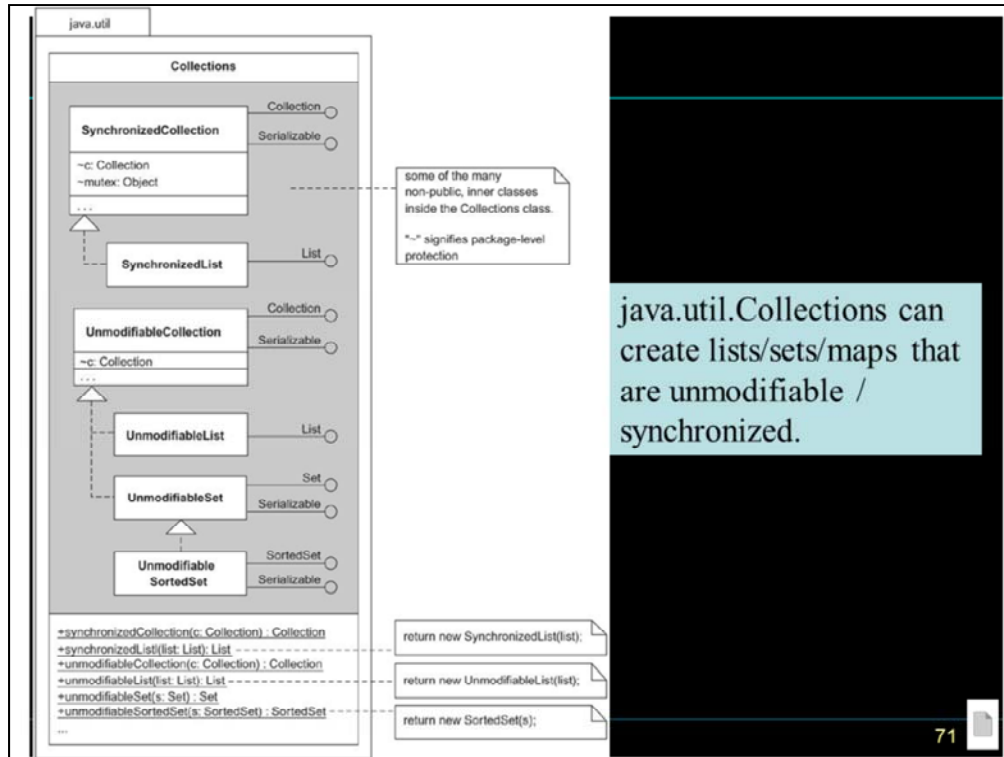 java.util
Collections
Collection
SynchronizedCollection
Serializable
~c: Collection
~mutex: Object
...
SynchronizedList
List
Collection
UnmodifiableCollection
Serializable
~c: Collection
...
UnmodifiableList
List
Set
UnmodifiableSet
Serializable
SortedSet
Unmodifiable
SortedSet
Serializable
+synchronizedCollection(c: Collection) : Collection
+synchronizedListl(list: List): List
+unmodifiableCollection(c: Collection) : Collection
+unmodifiableList(list: List): List
+unmodifiableSet(s: Set) : Set
+unmodifiableSortedSet(s: SortedSet) : SortedSet
...
some of the many
non-public, inner classes
inside the Collections class.
"~" signifies package-level
protection
return new SynchronizedList(list);
return new UnmodifiableList(list);
return new SortedSet(s);
java.util.Collections can
create lists/sets/maps that
are unmodifiable /
synchronized.
71